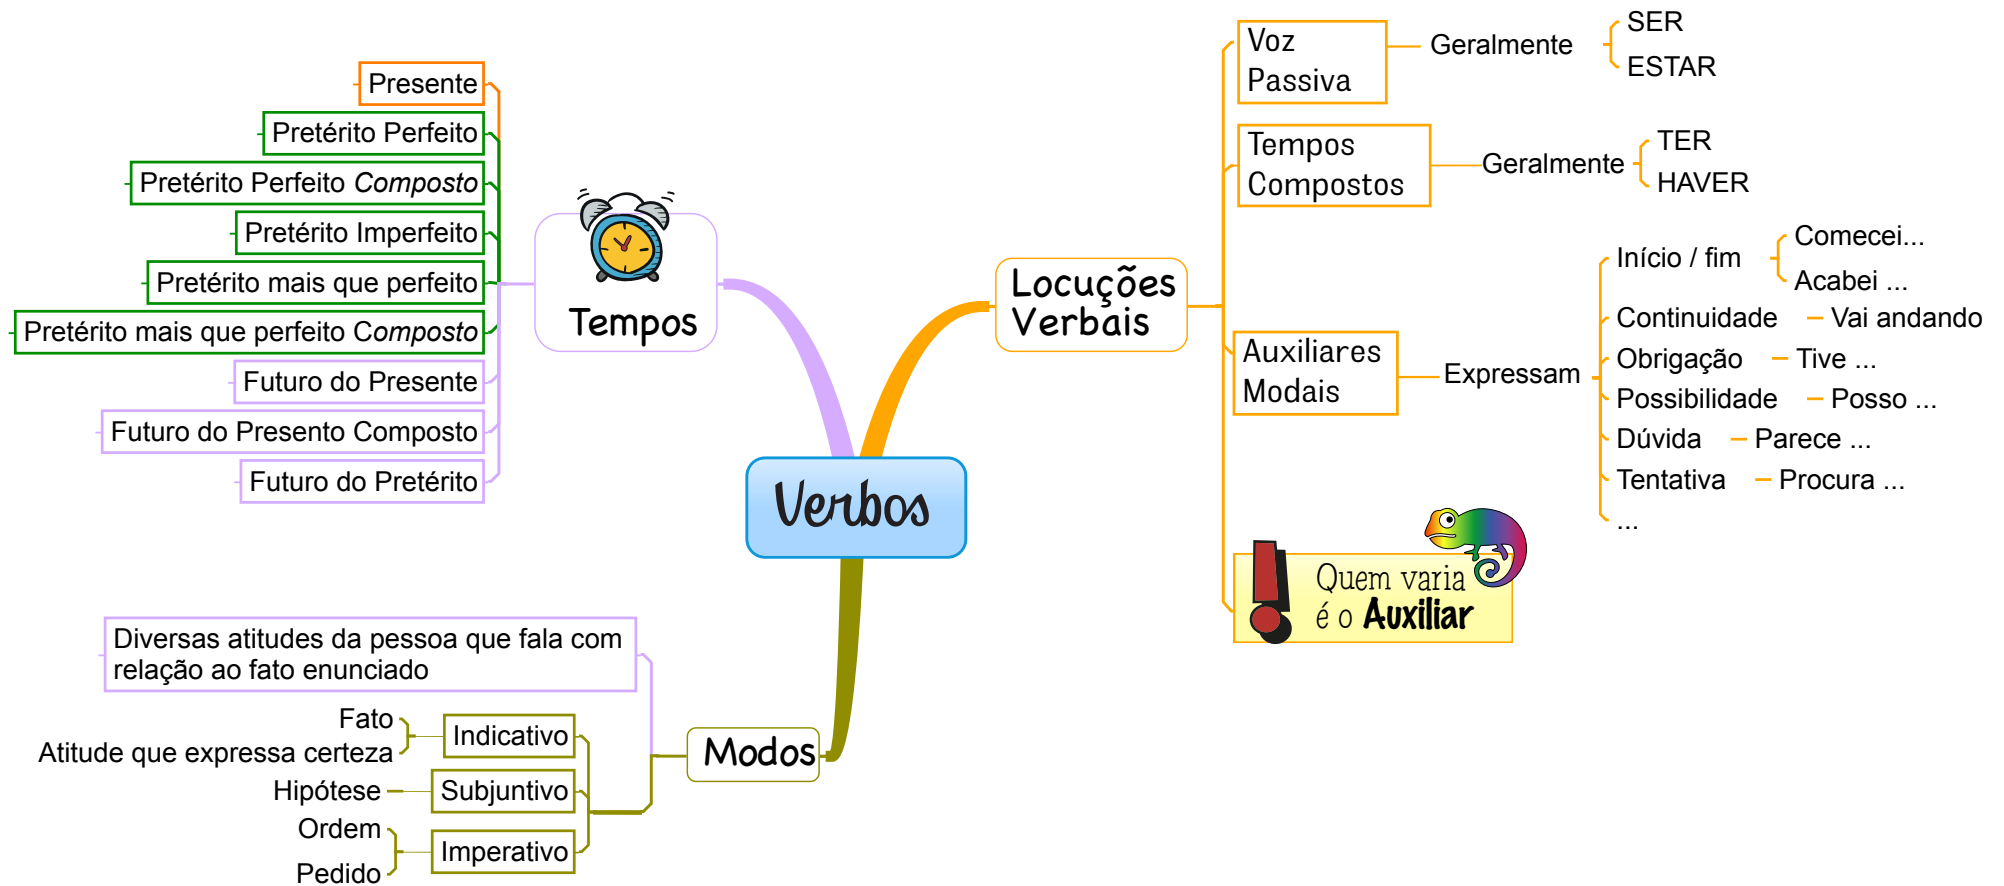 Verbos
Tempos
Presente
Pretérito Perfeito
Pretérito Perfeito Composto
Pretérito Imperfeito
Pretérito mais que perfeito
Pretérito mais que perfeito Composto
Futuro do Presente
Futuro do Presento Composto
Futuro do Pretérito
Locuções
Verbais
Voz
Passiva
Geralmente
SER
ESTAR
Tempos
Compostos
Geralmente
TER
HAVER
Auxiliares
Modais
Expressam
Início / fim
Comecei...
Acabei ...
Continuidade
Vai andando
Obrigação
Tive ...
Possibilidade
Posso ...
Dúvida
Parece ...
Tentativa
Procura ...
...
Quem varia
é o Auxiliar
Modos
Diversas atitudes da pessoa que fala com
relação ao fato enunciado
Indicativo
Fato
Atitude que expressa certeza
Subjuntivo
Hipótese
Imperativo
Ordem
Pedido